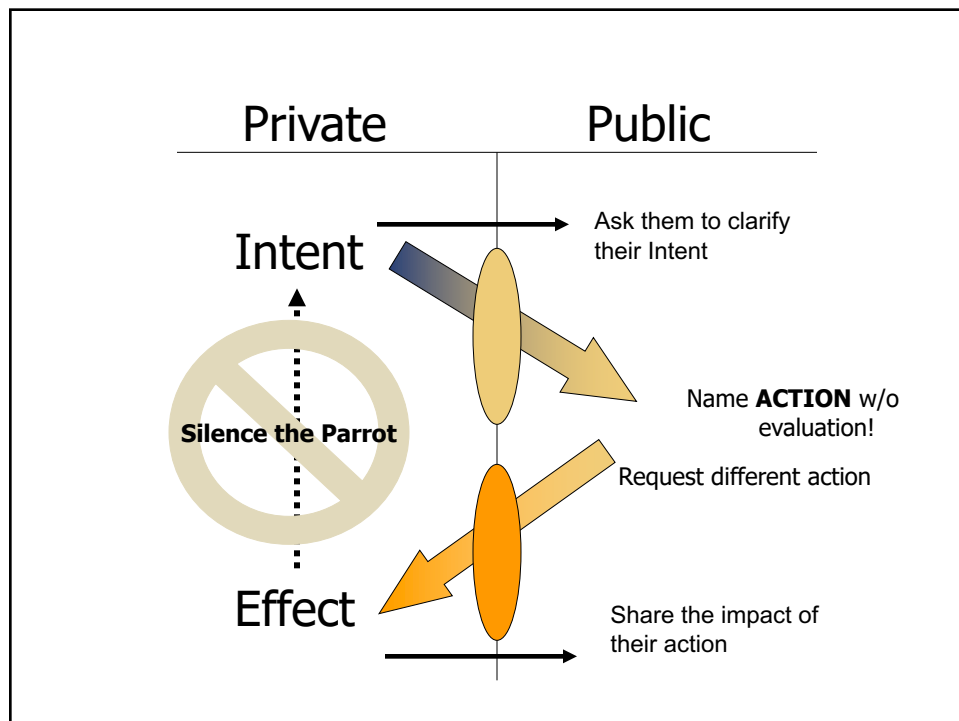 Private
Public
Ask them to clarify
their Intent
Intent
Name ACTION w/o
evaluation!
Silence the Parrot
Request different action
Effect
Share the impact of
their action